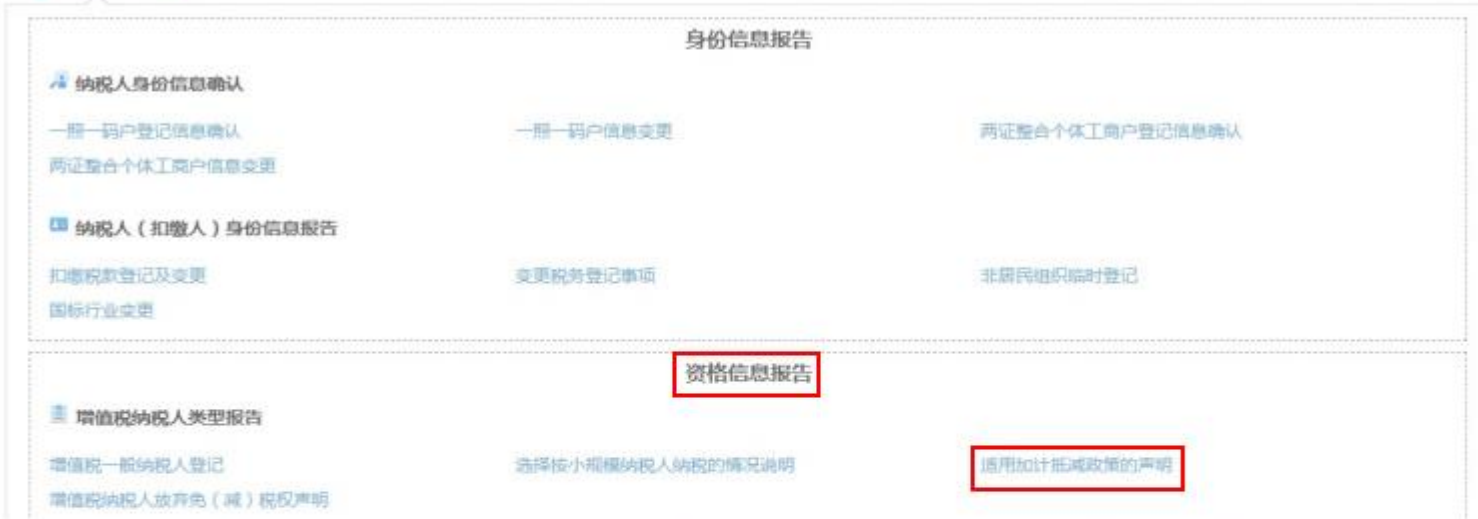 身份信息报告
纳税人身份信息确认
一照一码户登记信息确认 一照一码户信息变更 两证整合个体工商户登记信息确认
两证整合个体工商户信息变更
纳税人（扣缴人）身份信息报告
扣缴税款登记及变更 变更税务登记事项 非居民组织临时登记
国标行业变更
资格信息报告
增值税纳税人类型报告
增值税一般纳税人登记 选择按小规模纳税人纳税的情况说明 适用加计抵减政策的声明
增值税纳税人放弃免（减）税权声明